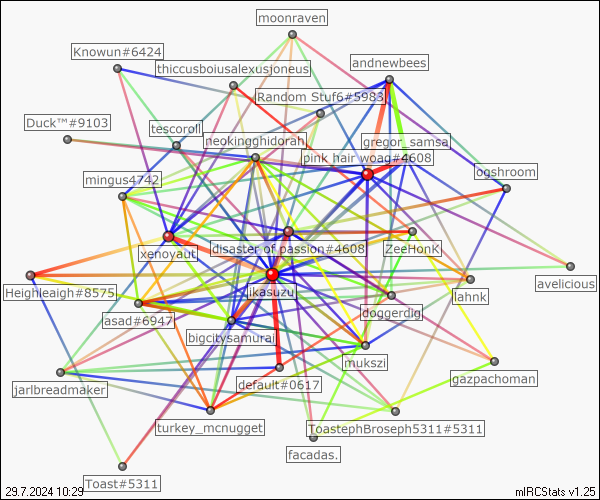 moonraven
Knowun#6424
andnewbees
thiccusboiusalexusjoneus
Random Stuf6#5983
Duck™#9103
tescoroll
neokingghidorah
gregor_samsa
pink hair woag#4608
mingus4742
ogshroom
xenoyaut
disaster of passion#4608
ZeeHonK
avelicious
Heighleaigh#8575
ikasuzu
lahnk
asad#6947
doggerdig
bigcitysamurai
mukszi
jarlbreadmaker
default#0617
gazpachoman
turkey_mcnugget
ToastephBroseph5311#5311
facadas.
Toast#5311
29.7.2024 10:29
mIRCStats v1.25